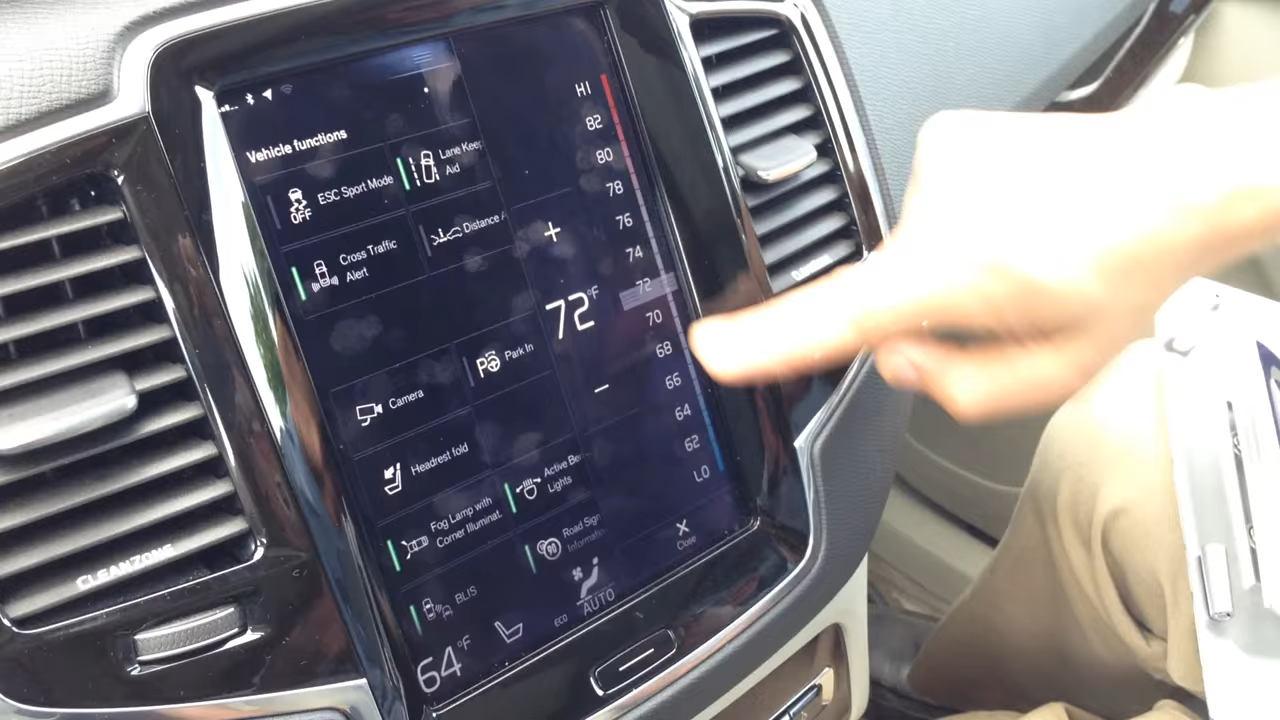 Vehicle functions
OFF
ESC Sport Mode
Lane Keep
Aid
Cross Traffic
Alert
Distance
Camera
Park In
Headrest fold
Fog Lamp with
Corner Illuminat.
Active Be
Lights
90
Road Sign
Informatio
BLIS
HI
82
80
78
76
74
72
70
68
66
64
62
LO
+
72°F
−
Close
64°F
ECO
AUTO
CLEANZONE